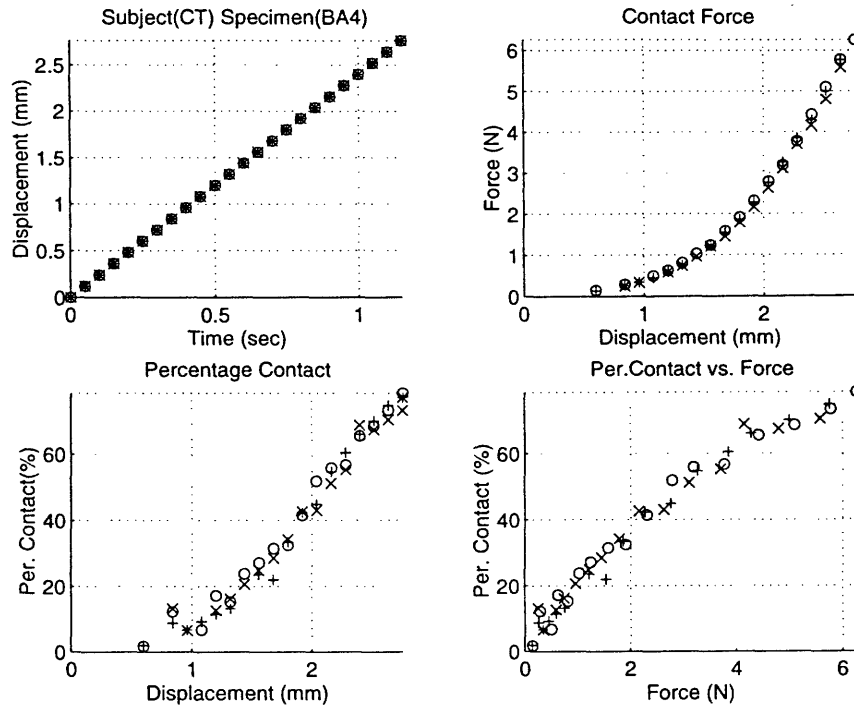 Subject(CT) Specimen(BA4)
Displacement (mm)
2.5
2
1.5
1
0.5
0
0
0.5
1
Time (sec)
Contact Force
Force (N)
6
5
4
3
2
1
0
0
1
2
Displacement (mm)
Percentage Contact
Per. Contact(%)
60
40
20
0
0
1
2
Displacement (mm)
Per.Contact vs. Force
Per. Contact (%)
60
40
20
0
0
2
4
6
Force (N)